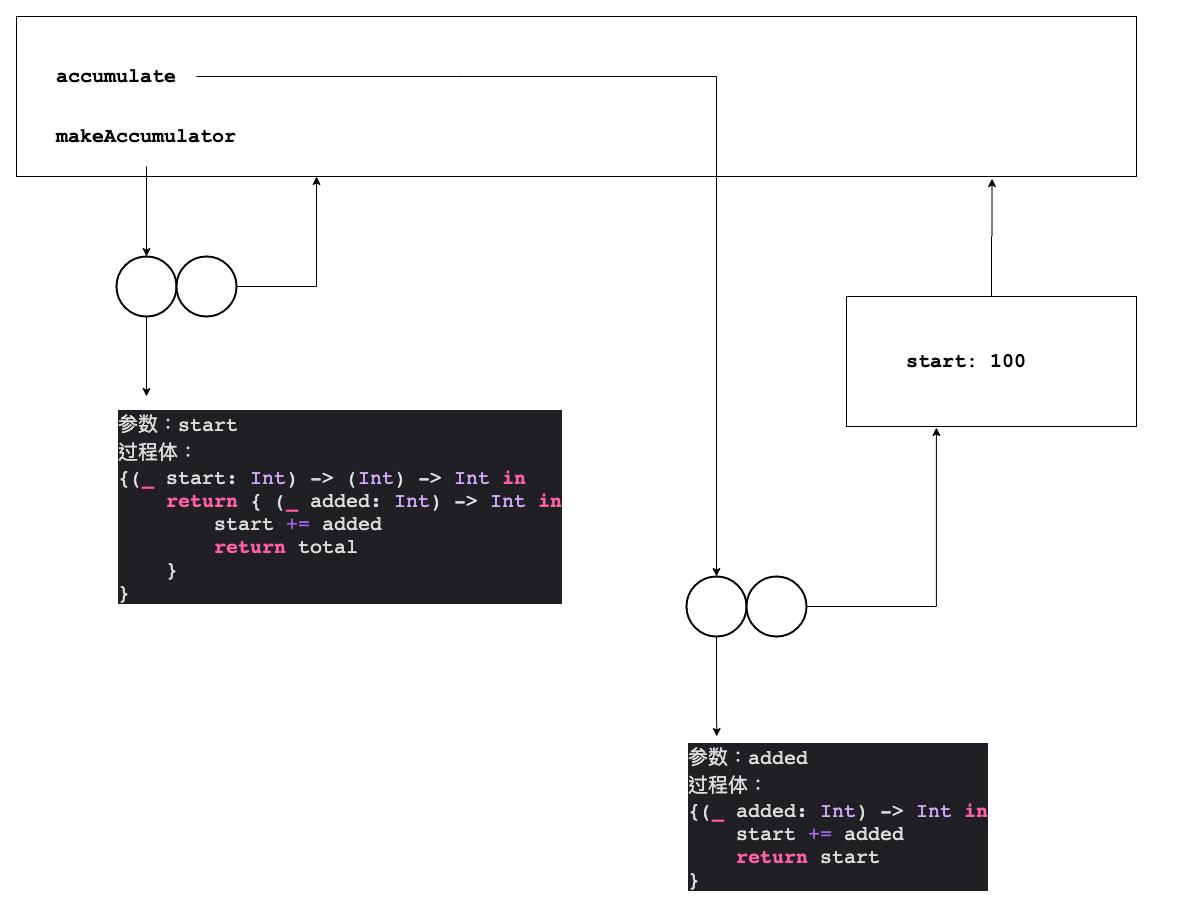 accumulate
makeAccumulator
start: 100
参数：start
过程体：
{(_ start: Int) -> (Int) -> Int in
    return { (_ added: Int) -> Int in
        start += added
        return total
    }
}
参数：added
过程体：
{(_ added: Int) -> Int in
    start += added
    return start
}